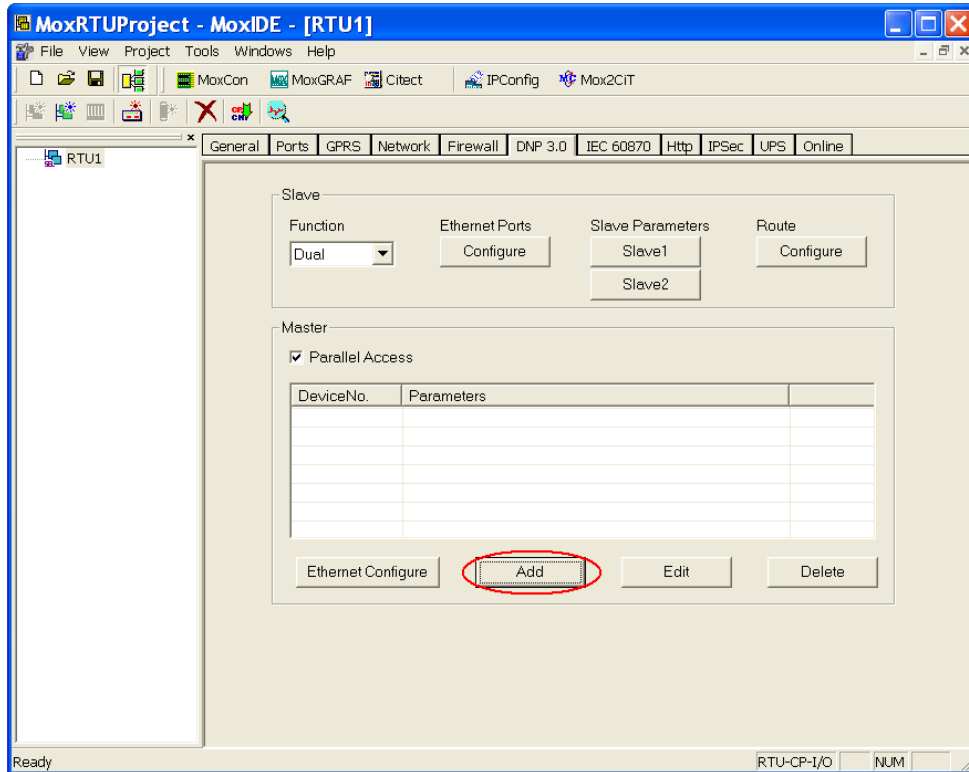 MoxRTUProject - MoxIDE - [RTU1]
File View Project Tools Windows Help
MoxCon MoxGRAF Citect IPConfig Mox2CiT
RTU1
General Ports GPRS Network Firewall DNP 3.0 IEC 60870 Http IPSec UPS Online
Slave
Function Ethernet Ports Slave Parameters Route
Dual Configure Slave1 Configure
Slave2
Master
Parallel Access
DeviceNo. Parameters
Ethernet Configure Add Edit Delete
Ready RTU-CP-I/O NUM